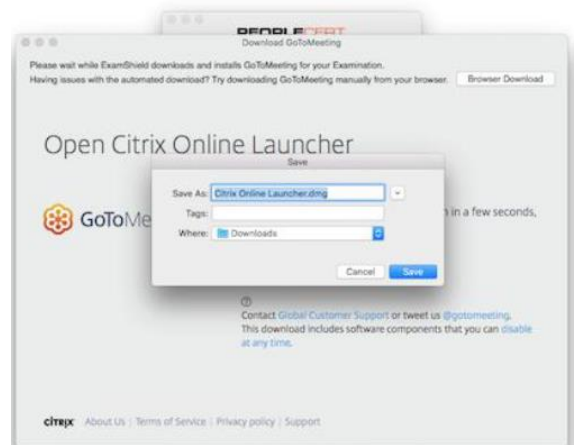 PEOPLECERT
Download GoToMeeting
Please wait while ExamShield downloads and installs GoToMeeting for your Examination.
Having issues with the automated download? Try downloading GoToMeeting manually from your browser. Browser Download
Open Citrix Online Launcher
Save
Save As: Citrix Online Launcher.dmg
Tags:
GoToMe
n in a few seconds,
Where: Downloads
Cancel Save
Contact Global Customer Support or tweet us @gotomeeting.
This download includes software components that you can disable
at any time.
CITRIX About Us | Terms of Service | Privacy policy | Support